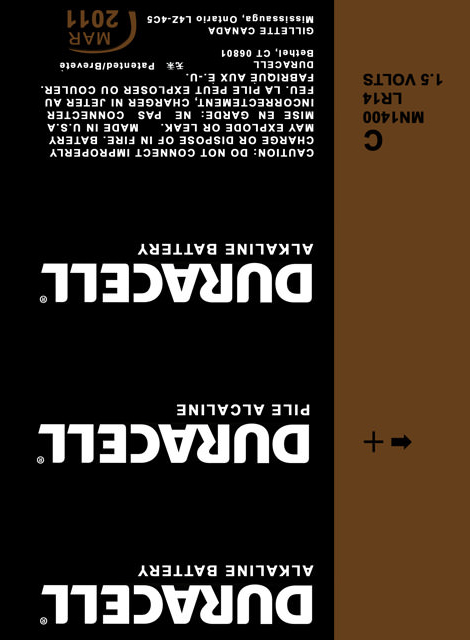 DURACELL®
ALKALINE BATTERY
+
DURACELL®
PILE ALCALINE
DURACELL®
ALKALINE BATTERY
C
MN1400
LR14
1.5 VOLTS
CAUTION: DO NOT CONNECT IMPROPERLY
CHARGE OR DISPOSE OF IN FIRE. BATERY
MAY EXPLODE OR LEAK. MADE IN U.S.A
MISE EN GARDE: NE PAS CONNECTER
INCORRECTEMENT, CHARGER NI JETER AU
FEU. LA PILE PEUT EXPLOSER OU COULER.
FABRIQUE AUX E.-U.
DURACELL Patented/Brevetè
Bethel, CT, 06801
GILLETTE CANADA
Mississauga, Ontario L4Z-4C5
MAR
2011